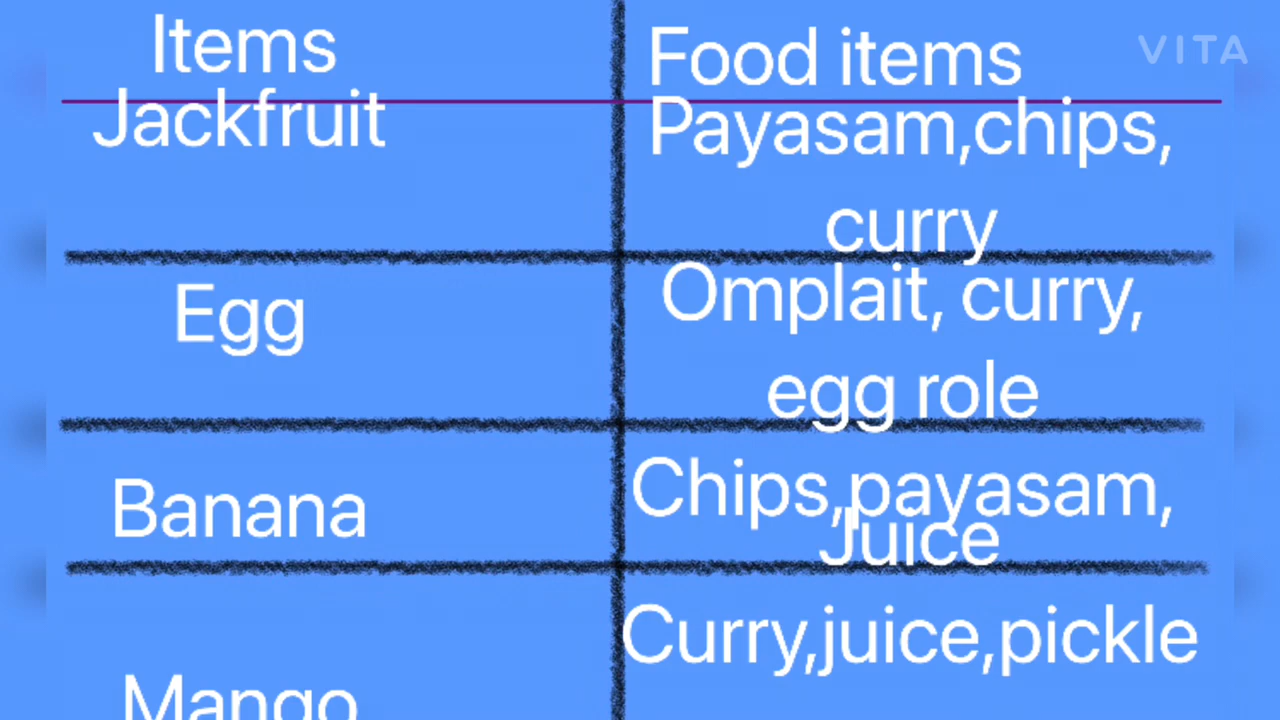 Items
Food items
VITA
Jackfruit
Payasam,chips,
curry
Egg
Omplait, curry,
egg role
Banana
Chips,payasam,
Juice
Mango
Curry,juice,pickle